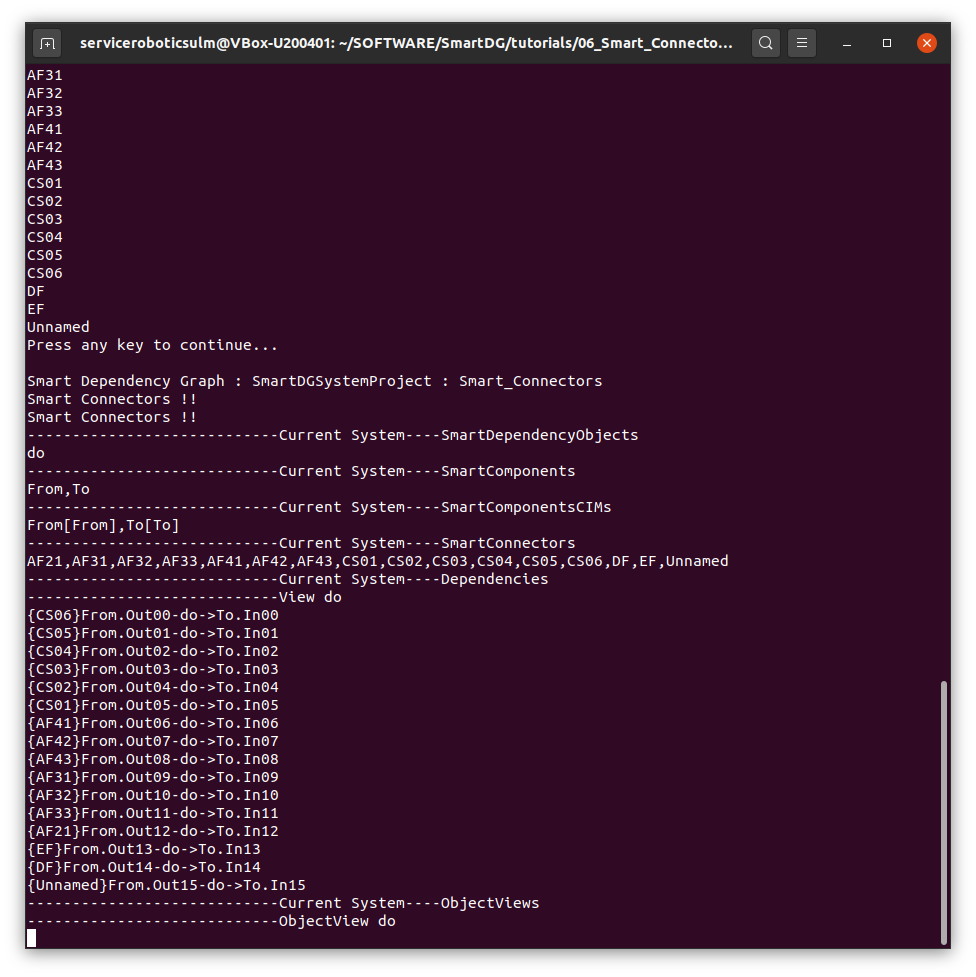 serviceroboticsulm@VBox-U200401: ~/SOFTWARE/SmartDG/tutorials/06_Smart_Connecto...
AF31
AF32
AF33
AF41
AF42
AF43
CS01
CS02
CS03
CS04
CS05
CS06
DF
EF
Unnamed
Press any key to continue...
Smart Dependency Graph : SmartDGSystemProject : Smart_Connectors
Smart Connectors !!
Smart Connectors !!
----------------------------Current System----SmartDependencyObjects
do
----------------------------Current System----SmartComponents
From,To
----------------------------Current System----SmartComponentsCIMs
From[From],To[To]
----------------------------Current System----SmartConnectors
AF21,AF31,AF32,AF33,AF41,AF42,AF43,CS01,CS02,CS03,CS04,CS05,CS06,DF,EF,Unnamed
----------------------------Current System----Dependencies
----------------------------View do
{CS06}From.Out00-do->To.In00
{CS05}From.Out01-do->To.In01
{CS04}From.Out02-do->To.In02
{CS03}From.Out03-do->To.In03
{CS02}From.Out04-do->To.In04
{CS01}From.Out05-do->To.In05
{AF41}From.Out06-do->To.In06
{AF42}From.Out07-do->To.In07
{AF43}From.Out08-do->To.In08
{AF31}From.Out09-do->To.In09
{AF32}From.Out10-do->To.In10
{AF33}From.Out11-do->To.In11
{AF21}From.Out12-do->To.In12
{EF}From.Out13-do->To.In13
{DF}From.Out14-do->To.In14
{Unnamed}From.Out15-do->To.In15
----------------------------Current System----ObjectViews
----------------------------ObjectView do